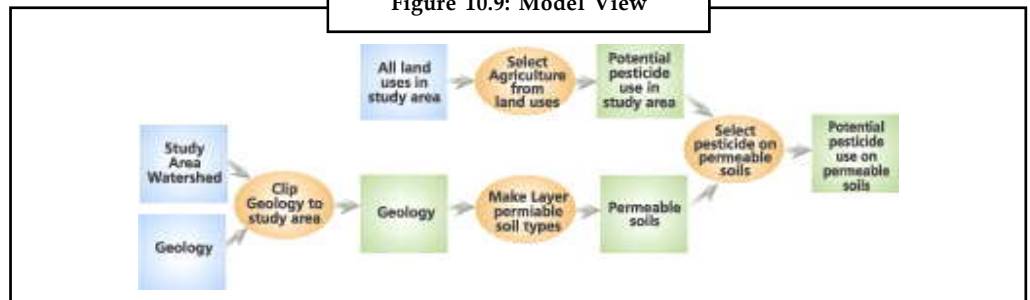 Figure 10.9: Model View
All land
uses in
study area
Select
Agriculture
from
land uses
Potential
pesticide
use in
study area
Select
pesticide on
permeable
soils
Potential
pesticide
use on
permeable
soils
Study
Area
Watershed
Geology
Clip
Geology to
study area
Geology
Make Layer
permiable
soil types
Permeable
soils